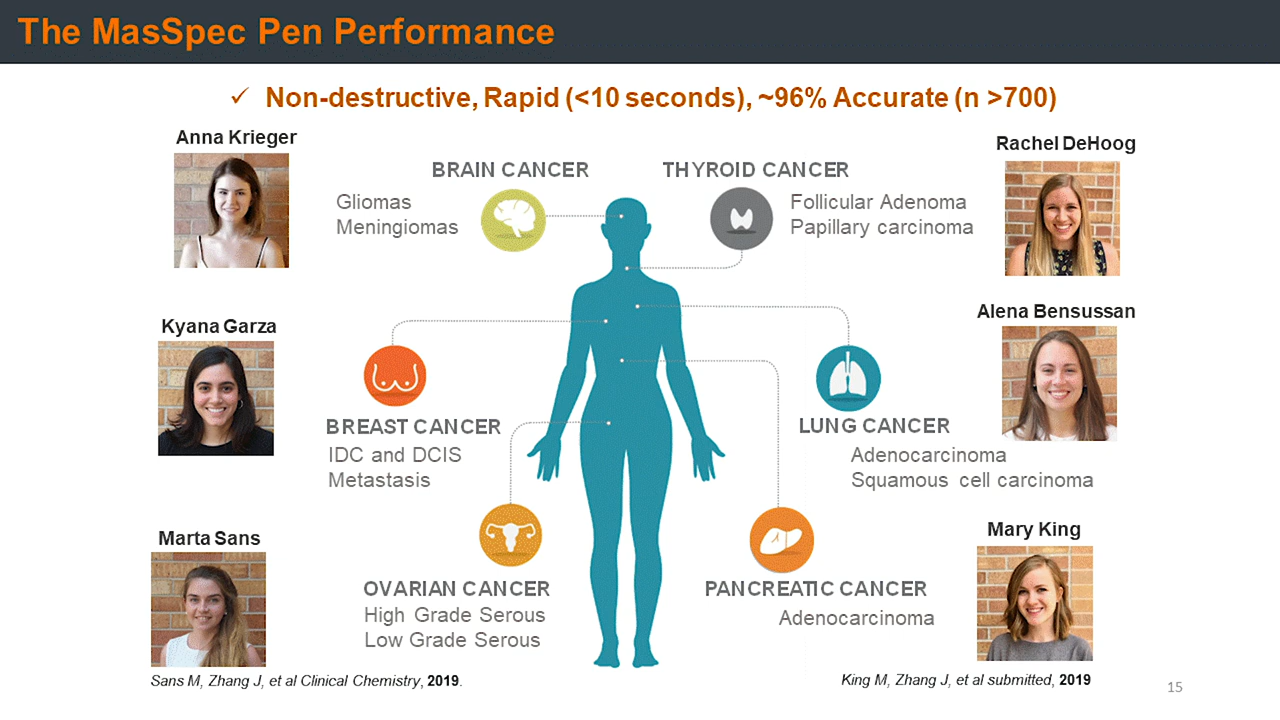 The MasSpec Pen Performance
✓ Non-destructive, Rapid (<10 seconds), ~96% Accurate (n >700)
Anna Krieger
Rachel DeHoog
BRAIN CANCER
Gliomas
Meningiomas
THYROID CANCER
Follicular Adenoma
Papillary carcinoma
Kyana Garza
Alena Bensussan
BREAST CANCER
IDC and DCIS
Metastasis
LUNG CANCER
Adenocarcinoma
Squamous cell carcinoma
Marta Sans
Mary King
OVARIAN CANCER
High Grade Serous
Low Grade Serous
PANCREATIC CANCER
Adenocarcinoma
Sans M, Zhang J, et al Clinical Chemistry, 2019.
King M, Zhang J, et al submitted, 2019
15